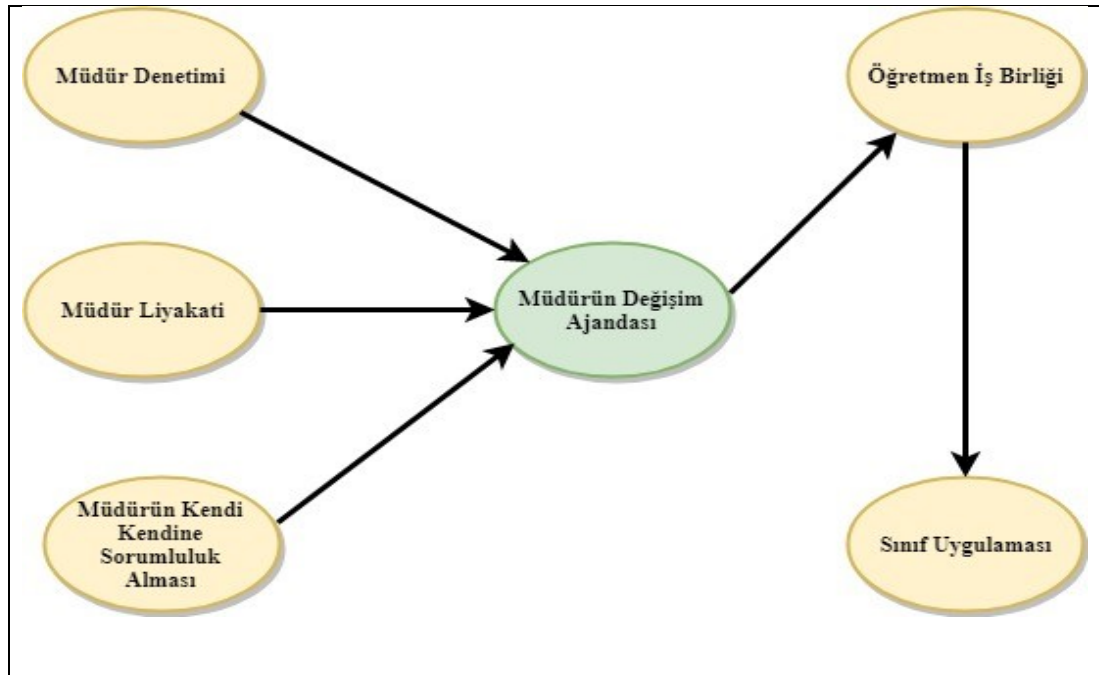 Müdür Denetimi
Öğretmen İş Birliği
Müdür Liyakati
Müdürün Değişim
Ajandası
Müdürün Kendi
Kendine
Sorumluluk
Alması
Sınıf Uygulaması